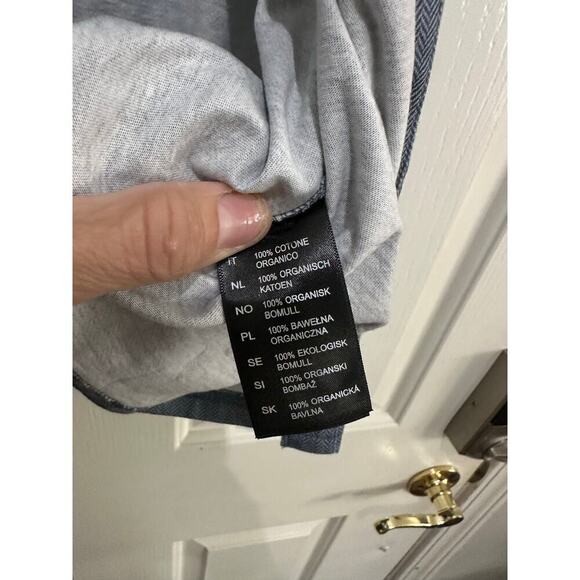 IT 100% COTONE
ORGANICO
NL 100% ORGANISCH
KATOEN
NO 100% ORGANISK
BOMULL
PL 100% BAWEŁNA
ORGANICZNA
SE 100% EKOLOGISK
BOMULL
SI 100% ORGANSKI
BOMBAŽ
SK 100% ORGANICKÁ
BAVLNA